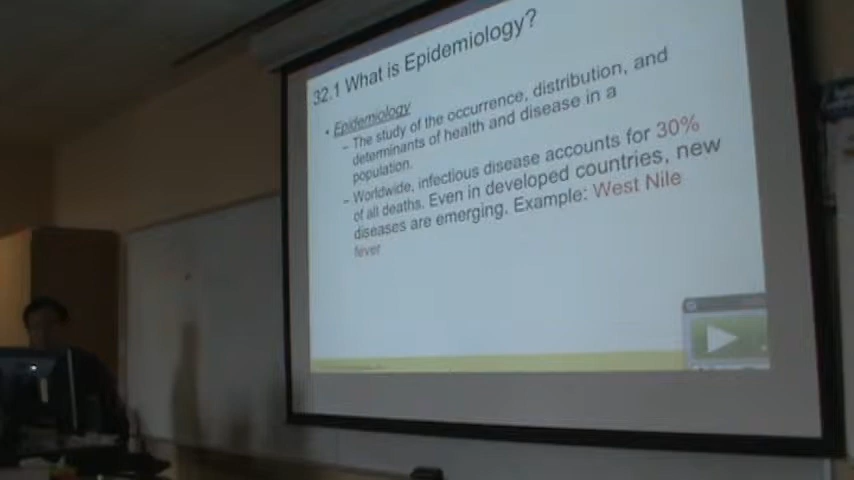 32.1 What is Epidemiology?
• Epidemiology
– The study of the occurrence, distribution, and
determinants of health and disease in a
population.
– Worldwide, infectious disease accounts for 30%
of all deaths. Even in developed countries, new
diseases are emerging. Example: West Nile
fever